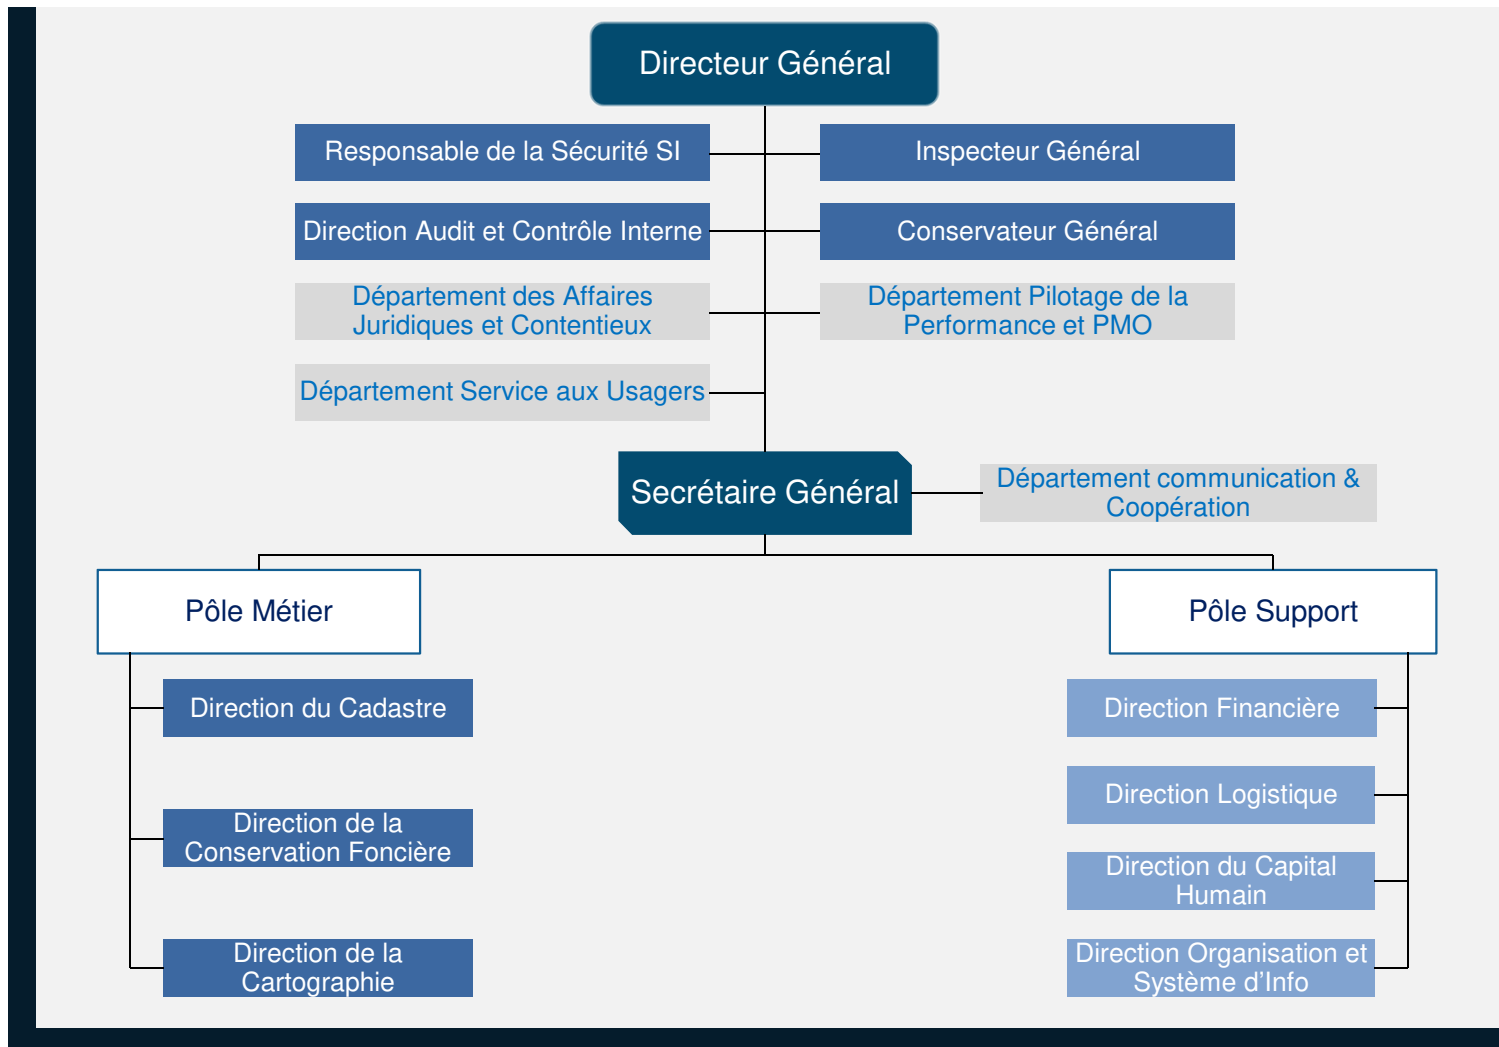 Directeur Général
Responsable de la Sécurité SI
Inspecteur Général
Direction Audit et Contrôle Interne
Conservateur Général
Département des Affaires
Juridiques et Contentieux
Département Pilotage de la
Performance et PMO
Département Service aux Usagers
Secrétaire Général
Département communication &
Coopération
Pôle Métier
Pôle Support
Direction du Cadastre
Direction de la
Conservation Foncière
Direction de la
Cartographie
Direction Financière
Direction Logistique
Direction du Capital
Humain
Direction Organisation et
Système d'Info